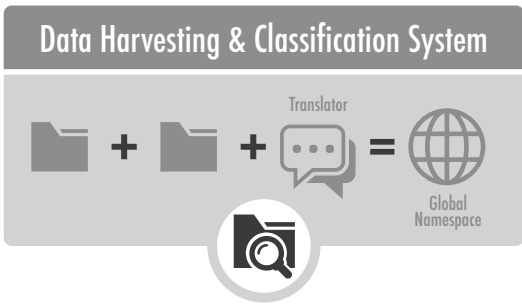 Data Harvesting & Classification System
Translator
+
+
=
Global
Namespace